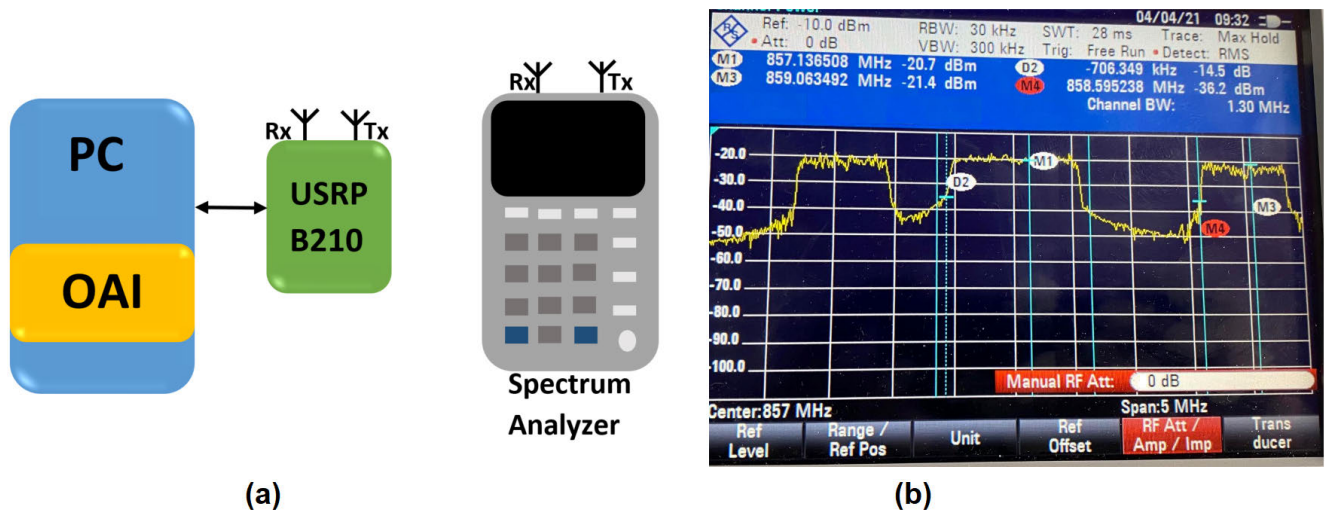 PC
OAI
Rx
Tx
USRP
B210
Rx
Tx
Spectrum
Analyzer
(a)
04/04/21 09:32
R&S
Ref: -10.0 dBm RBW: 30 kHz SWT: 28 ms Trace: Max Hold
Att: 0 dB VBW: 300 kHz Trig: Free Run Detect: RMS
M1 857.136508 MHz -20.7 dBm D2 -706.349 kHz -14.5 dB
M3 859.063492 MHz -21.4 dBm M4 858.595238 MHz -36.2 dBm
Channel BW: 1.30 MHz
-20.0
-30.0
-40.0
-50.0
-60.0
-70.0
-80.0
-90.0
-100.0
M1
D2
M3
M4
Manual RF Att: 0 dB
Center:857 MHz Span:5 MHz
Ref Level
Range / Ref Pos
Unit
Ref Offset
RF Att / Amp / Imp
Trans ducer
(b)